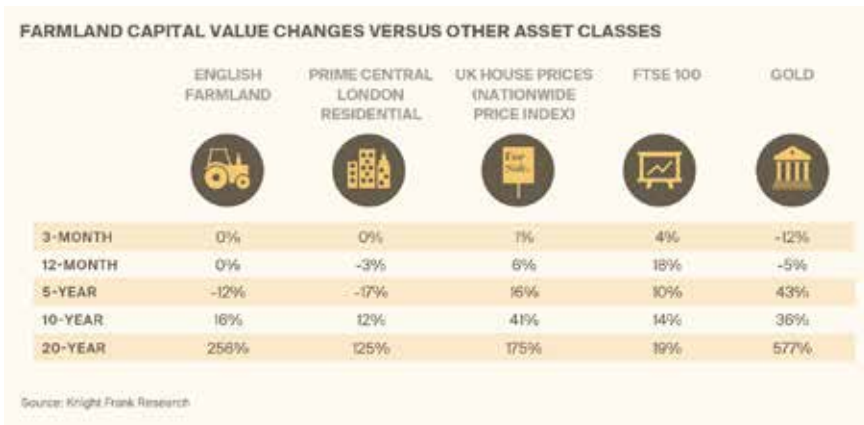 FARMLAND CAPITAL VALUE CHANGES VERSUS OTHER ASSET CLASSES
ENGLISH FARMLAND PRIME CENTRAL LONDON RESIDENTIAL UK HOUSE PRICES (NATIONWIDE PRICE INDEX) FTSE 100 GOLD
For Sale
3-MONTH 0% 0% 1% 4% -12%
12-MONTH 0% -3% 6% 18% -5%
5-YEAR -12% -17% 16% 10% 43%
10-YEAR 16% 12% 41% 14% 36%
20-YEAR 256% 125% 175% 19% 577%
Source: Knight Frank Research